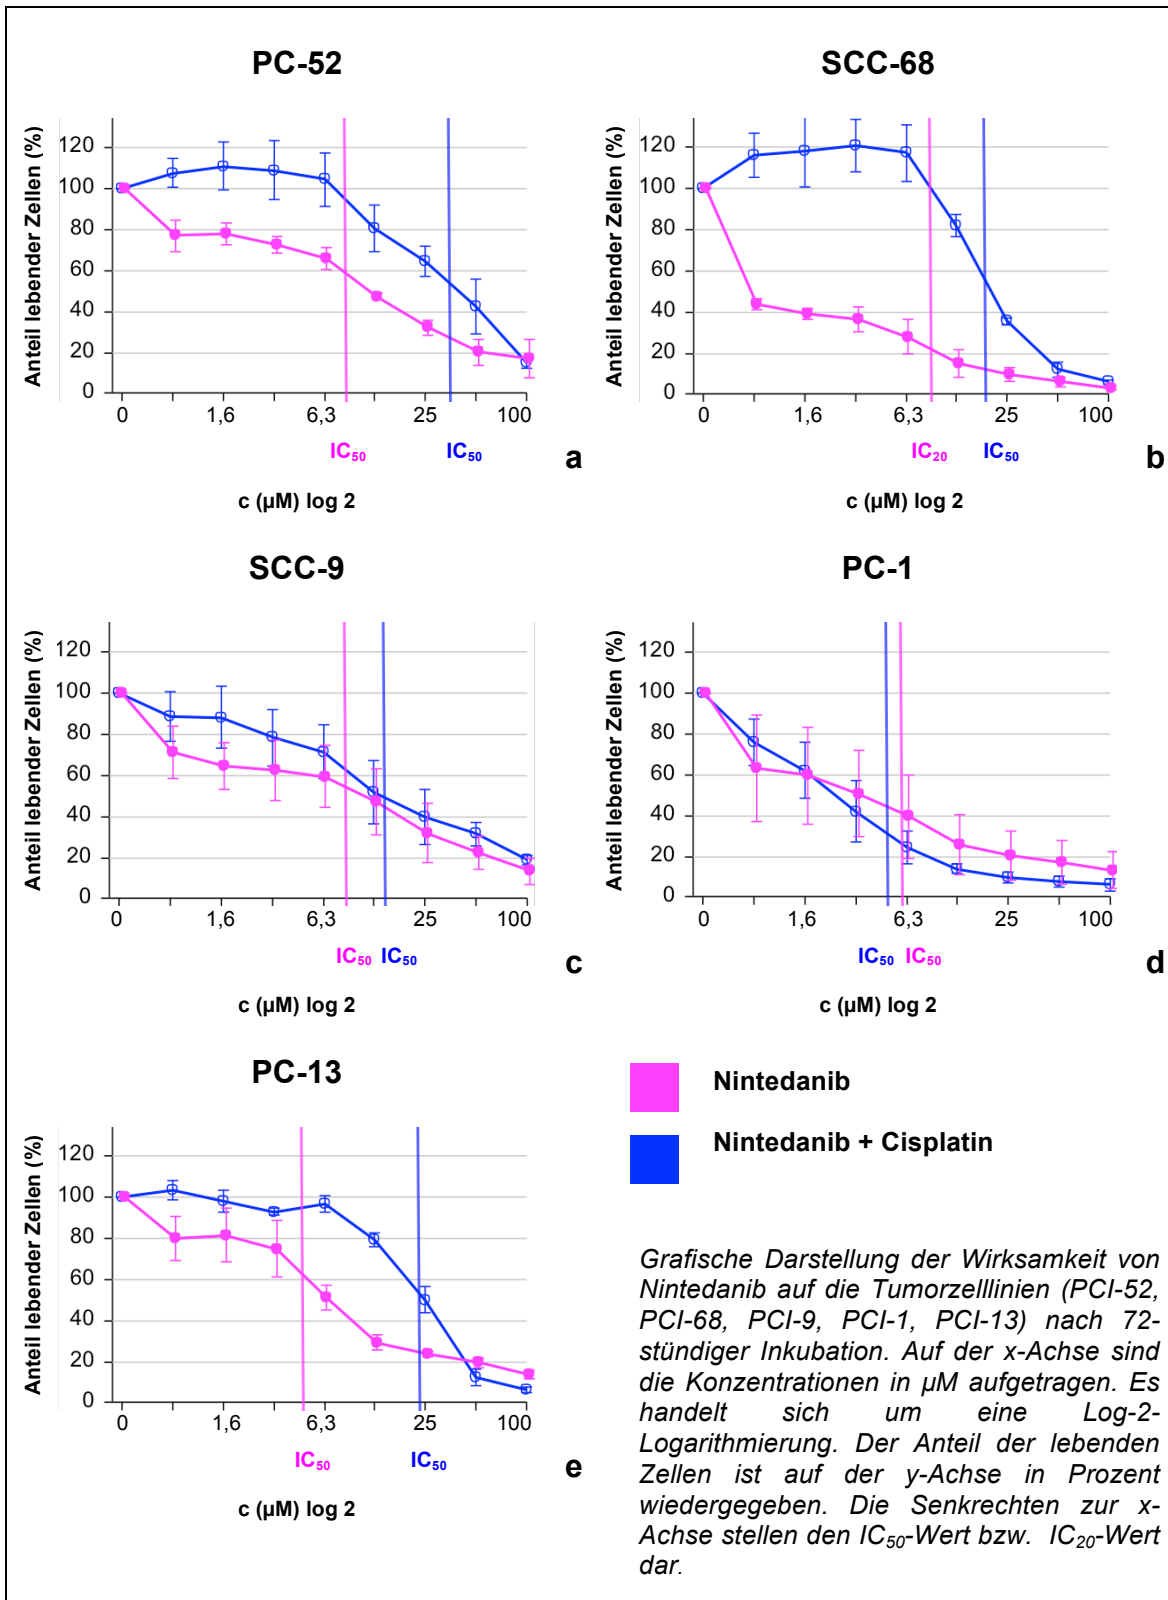 PC-52
Anteil lebender Zellen (%)
120
100
80
60
40
20
0
0 1,6 6,3 25 100
IC50 IC50
a
c (µM) log 2
SCC-68
Anteil lebender Zellen (%)
120
100
80
60
40
20
0
0 1,6 6,3 25 100
IC20 IC50
b
c (µM) log 2
SCC-9
Anteil lebender Zellen (%)
120
100
80
60
40
20
0
0 1,6 6,3 25 100
IC50 IC50
c
c (µM) log 2
PC-1
Anteil lebender Zellen (%)
120
100
80
60
40
20
0
0 1,6 6,3 25 100
IC50 IC50
d
c (µM) log 2
PC-13
Anteil lebender Zellen (%)
120
100
80
60
40
20
0
0 1,6 6,3 25 100
IC50 IC50
e
c (µM) log 2
Nintedanib
Nintedanib + Cisplatin
Grafische Darstellung der Wirksamkeit von
Nintedanib auf die Tumorzelllinien (PCI-52,
PCI-68, PCI-9, PCI-1, PCI-13) nach 72-
stündiger Inkubation. Auf der x-Achse sind
die Konzentrationen in µM aufgetragen. Es
handelt sich um eine Log-2-
Logarithmierung. Der Anteil der lebenden
Zellen ist auf der y-Achse in Prozent
wiedergegeben. Die Senkrechten zur x-
Achse stellen den IC50-Wert bzw. IC20-Wert
dar.